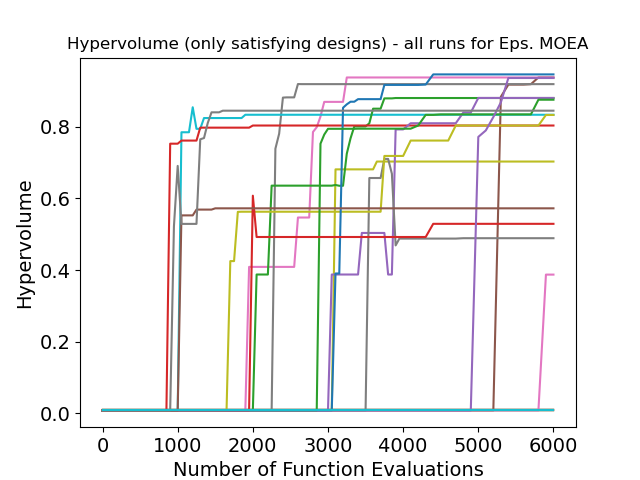 Hypervolume (only satisfying designs) - all runs for Eps. MOEA
Hypervolume
0.8
0.6
0.4
0.2
0.0
0 1000 2000 3000 4000 5000 6000
Number of Function Evaluations